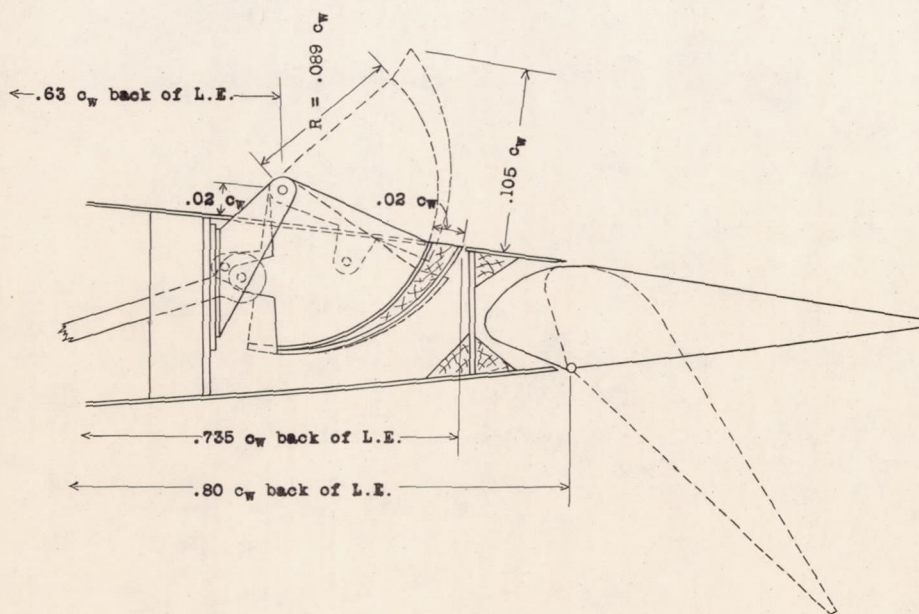 R = .089 c_w
.63 c_w back of L.E.
.105 c_w
.02 c_w
.02 c_w
.735 c_w back of L.E.
.80 c_w back of L.E.